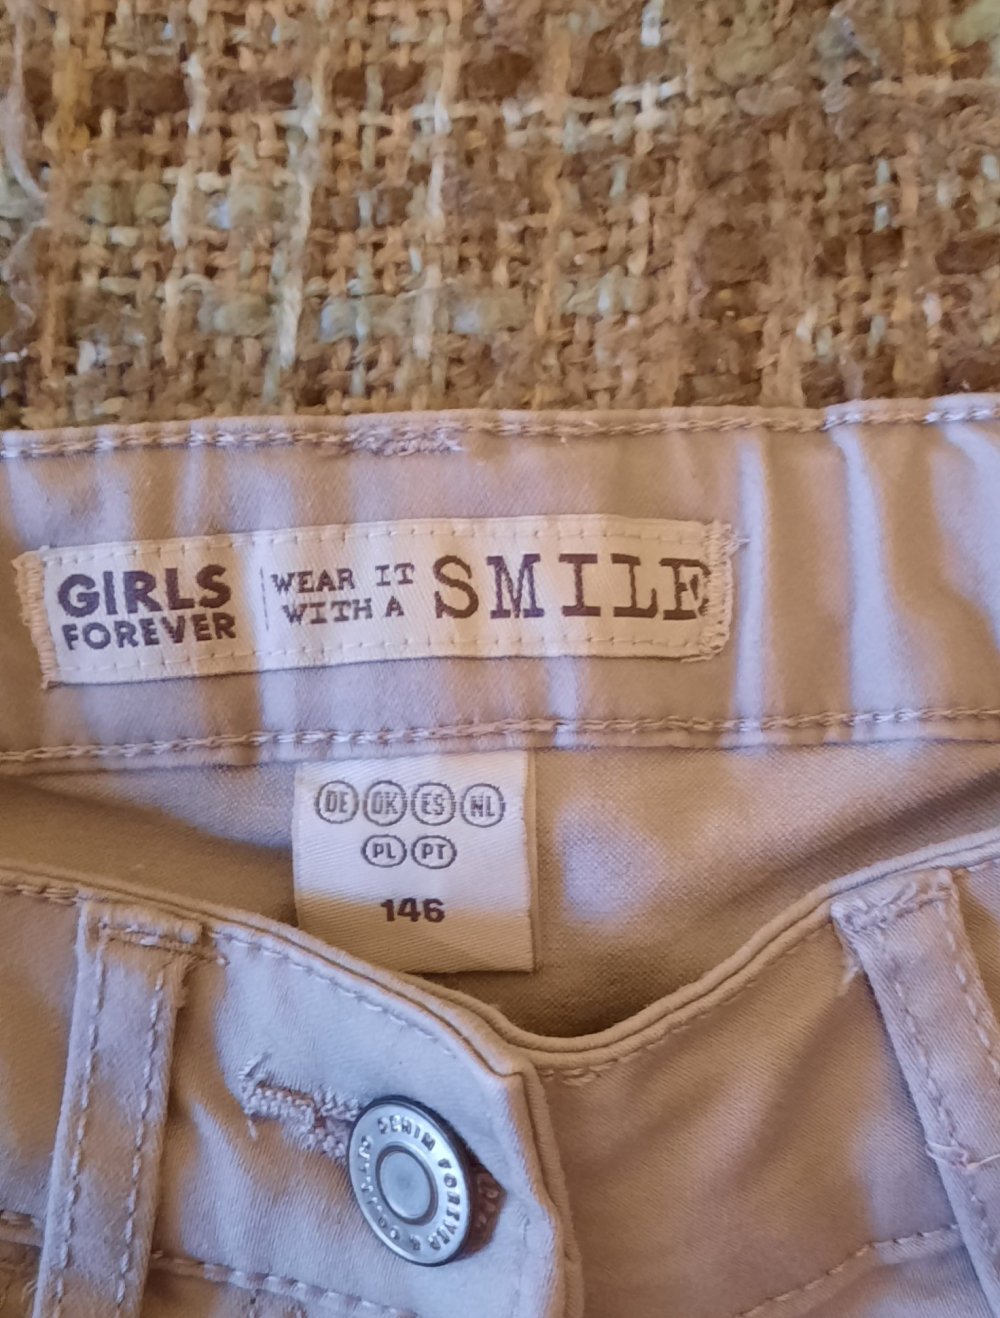 GIRLS
FOREVER
WEAR IT
WITH A
SMILE
DE DK ES NL
PL PT
146
DENIM FOREVER